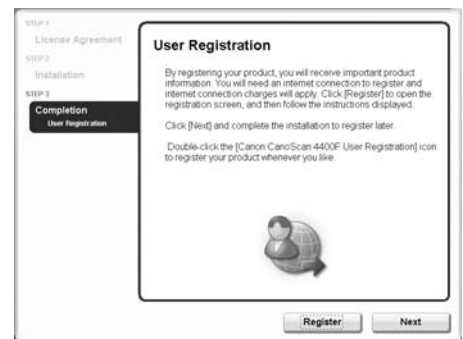 STEP 1
License Agreement
STEP 2
Installation
STEP 3
Completion
User Registration
User Registration
By registering your product, you will receive important product
information. You will need an internet connection to register and
internet connection charges will apply. Click [Register] to open the
registration screen, and then follow the instructions displayed.
Click [Next] and complete the installation to register later.
Double-click the [Canon CanoScan 4400F User Registration] icon
to register your product whenever you like.
Register
Next